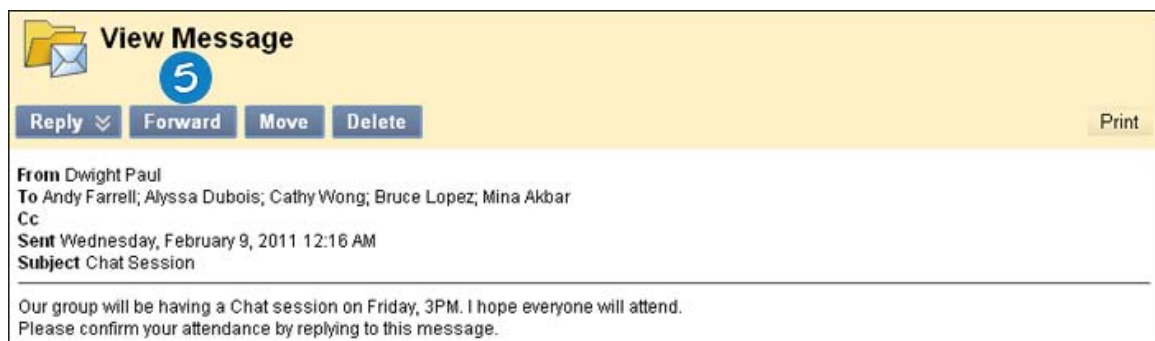 View Message
5
Reply Forward Move Delete Print
From Dwight Paul
To Andy Farrell; Alyssa Dubois; Cathy Wong; Bruce Lopez; Mina Akbar
Cc
Sent Wednesday, February 9, 2011 12:16 AM
Subject Chat Session
Our group will be having a Chat session on Friday, 3PM. I hope everyone will attend.
Please confirm your attendance by replying to this message.